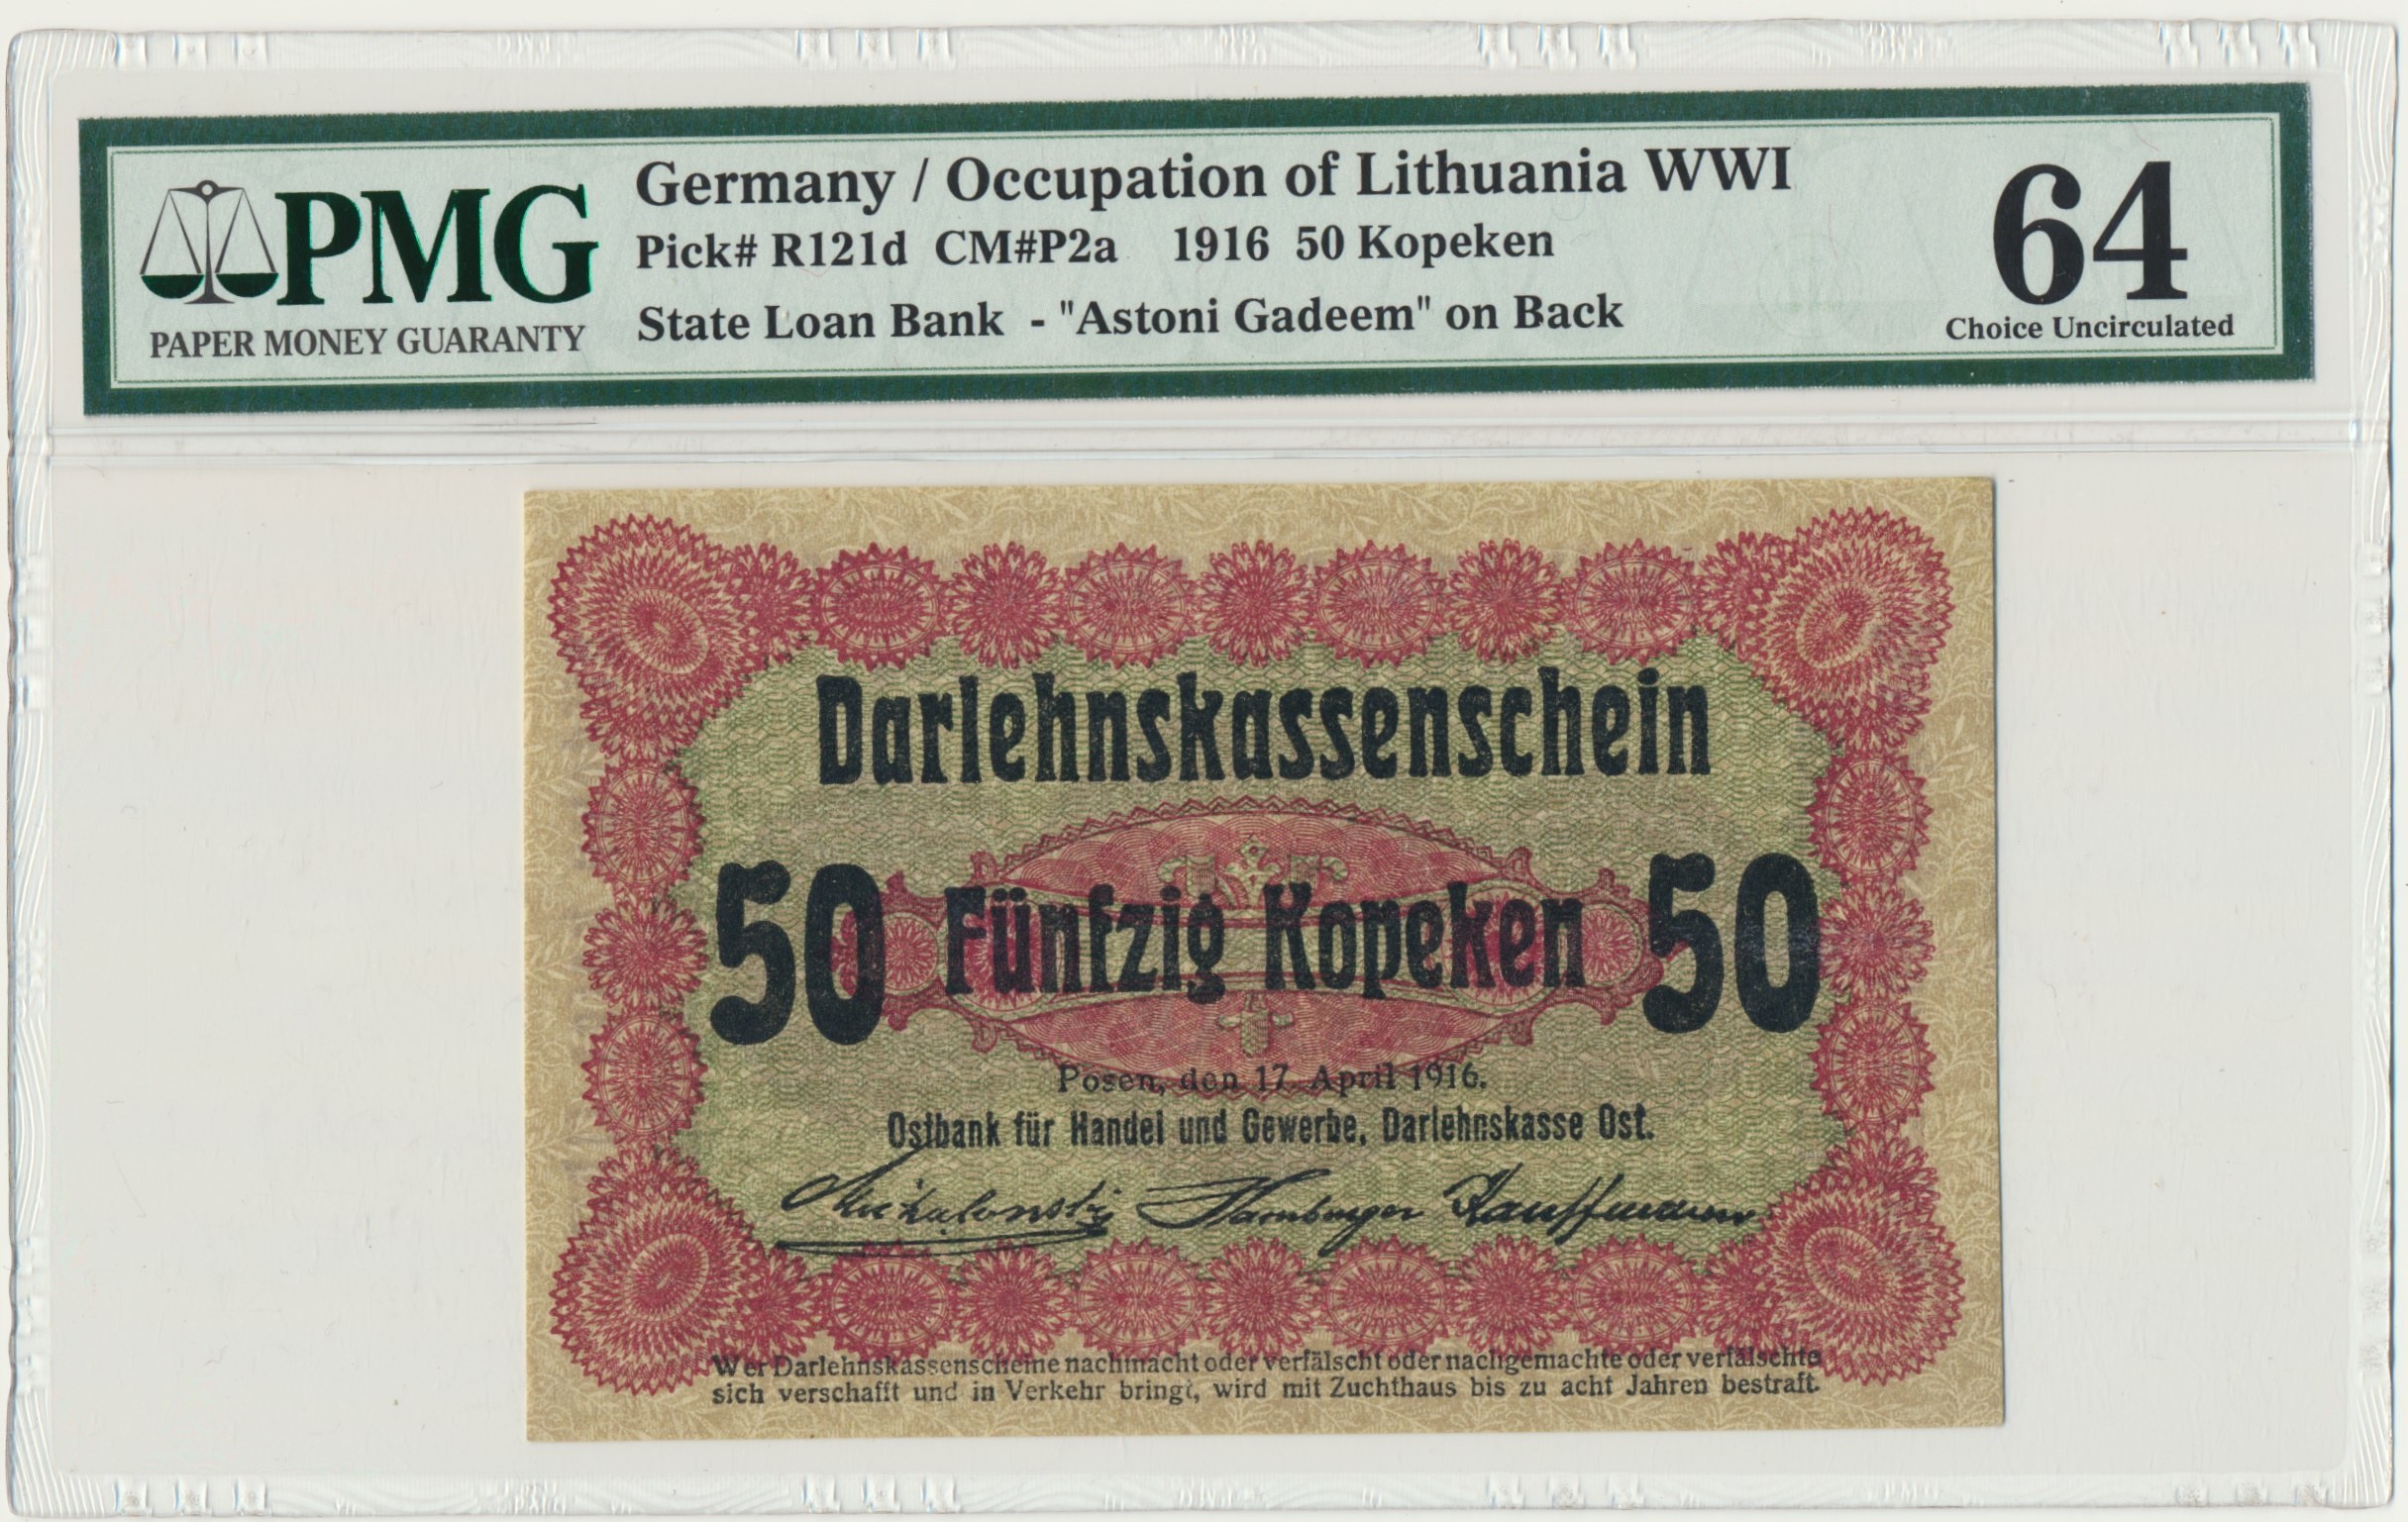 PMG
PAPER MONEY GUARANTY
Germany / Occupation of Lithuania WWI
Pick# R121d CM#P2a 1916 50 Kopeken
State Loan Bank - "Astoni Gadeem" on Back
64
Choice Uncirculated
Darlehnskassenschein
50 Fünfzig Kopeken 50
Posen, den 17. April 1916.
Ostbank für Handel und Gewerbe, Darlehnskasse Ost.
Michalowsky Hamburger Kauffmann
Wer Darlehnskassenscheine nachmacht oder verfälscht oder nachgemachte oder verfälschte
sich verschafft und in Verkehr bringt, wird mit Zuchthaus bis zu acht Jahren bestraft.